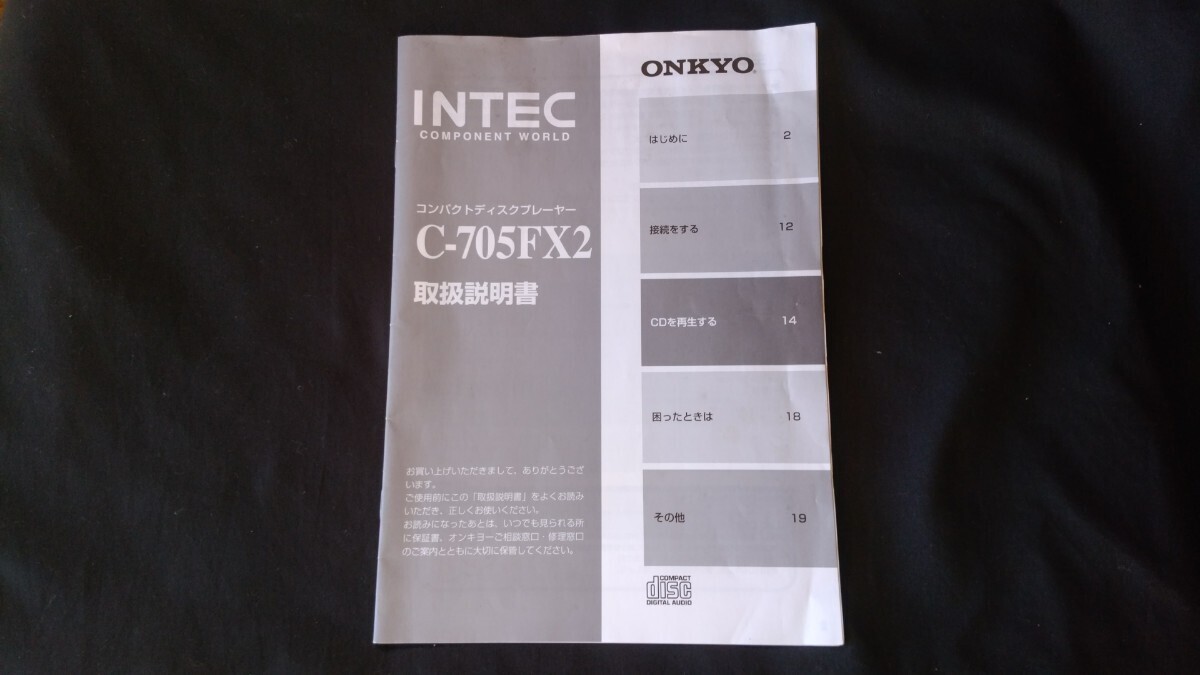 INTEC
COMPONENT WORLD
コンパクトディスクプレーヤー
C-705FX2
取扱説明書
お買い上げいただきまして、ありがとうござ
います。
ご使用前にこの「取扱説明書」をよくお読み
いただき、正しくお使いください。
お読みになったあとは、いつでも見られる所
に保証書、オンキヨーご相談窓口・修理窓口
のご案内とともに大切に保管してください。
ONKYO®
はじめに 2
接続をする 12
CDを再生する 14
困ったときは 18
その他 19
COMPACT
disc
DIGITAL AUDIO